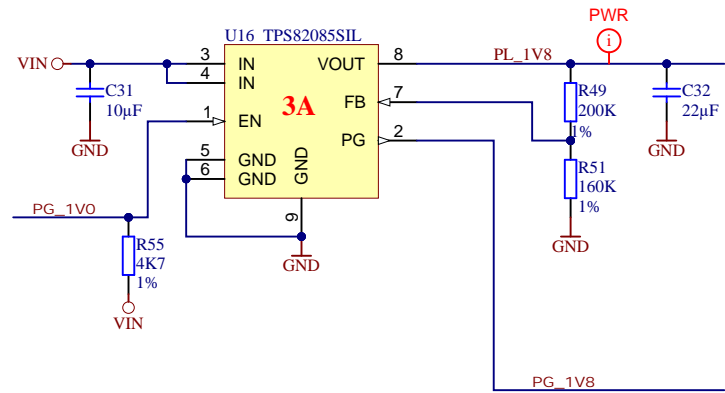 PWR
i
U16 TPS82085SIL
VIN
3 IN VOUT 8 PL_1V8
4 IN
C31
10µF
GND
3A
FB 7
R49
200K
1%
C32
22µF
GND
1 EN
PG 2
5 GND
6 GND
GND
9
GND
R51
160K
1%
GND
PG_1V0
R55
4K7
1%
VIN
PG_1V8